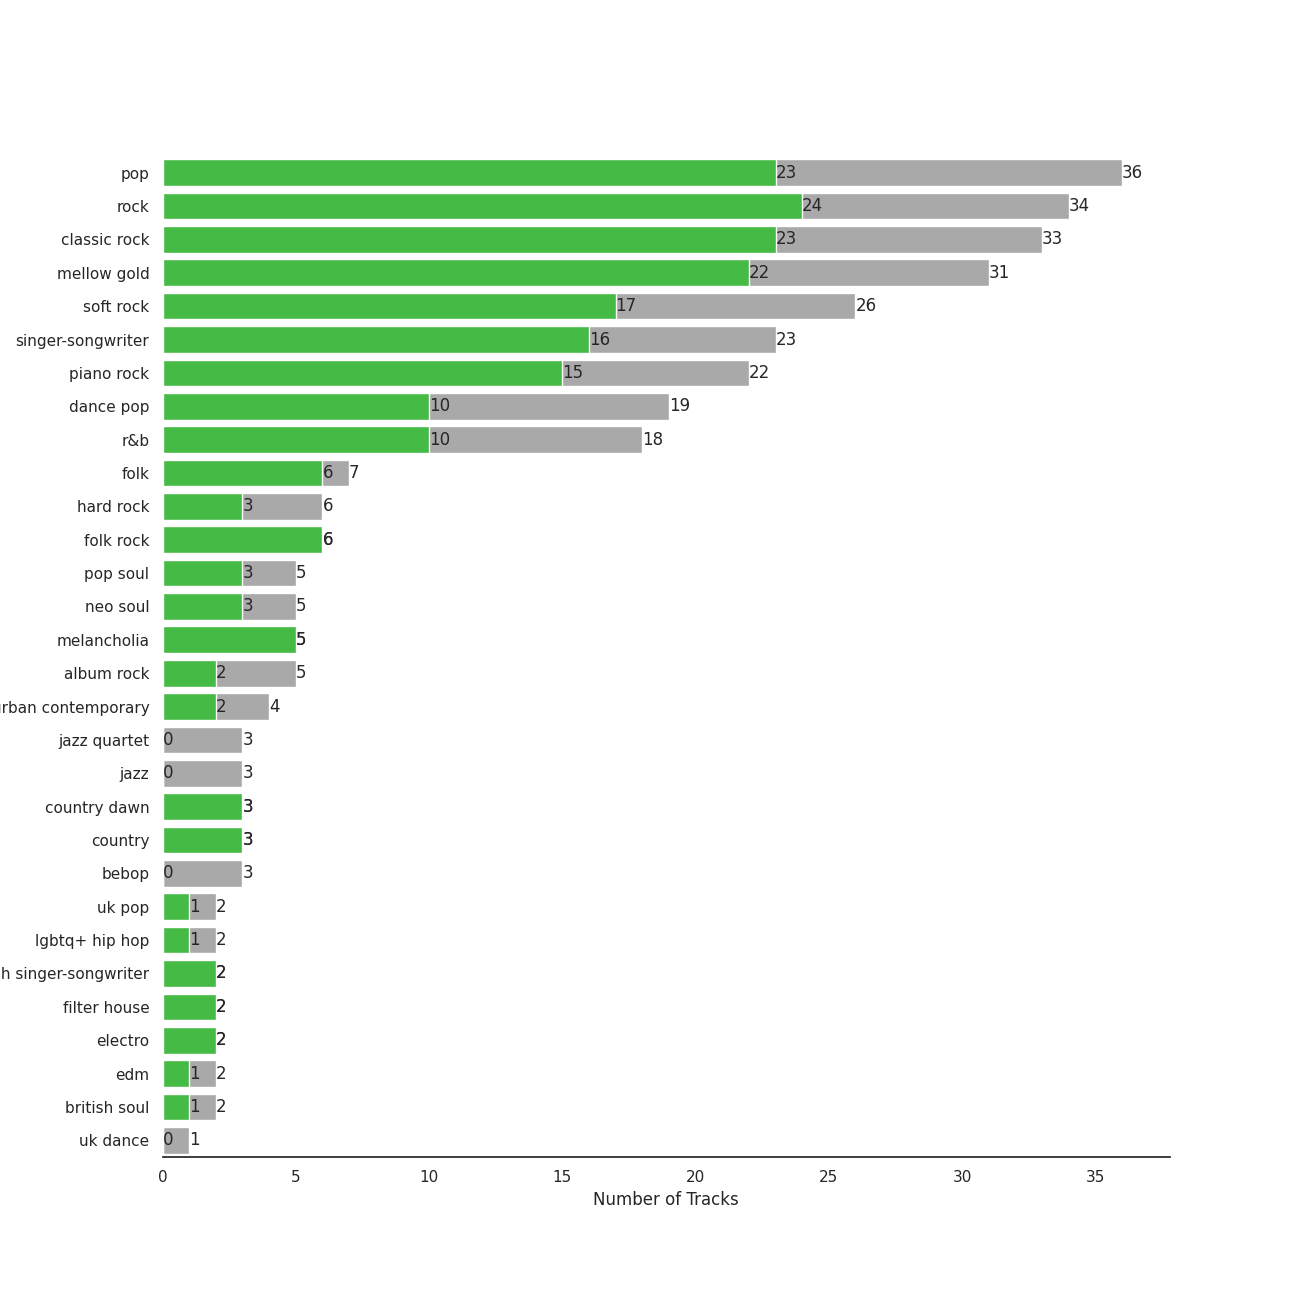 pop 23 36
rock 24 34
classic rock 23 33
mellow gold 22 31
soft rock 17 26
singer-songwriter 16 23
piano rock 15 22
dance pop 10 19
r&b 10 18
folk 6 7
hard rock 3 6
folk rock 6
pop soul 3 5
neo soul 3 5
melancholia 5
album rock 2 5
contemporary 2 4
jazz quartet 0 3
jazz 0 3
country dawn 3
country 3
bebop 0 3
uk pop 1 2
lgbtq+ hip hop 1 2
singer-songwriter 2
filter house 2
electro 2
edm 1 2
british soul 1 2
uk dance 0 1
0 5 10 15 20 25 30 35
Number of Tracks